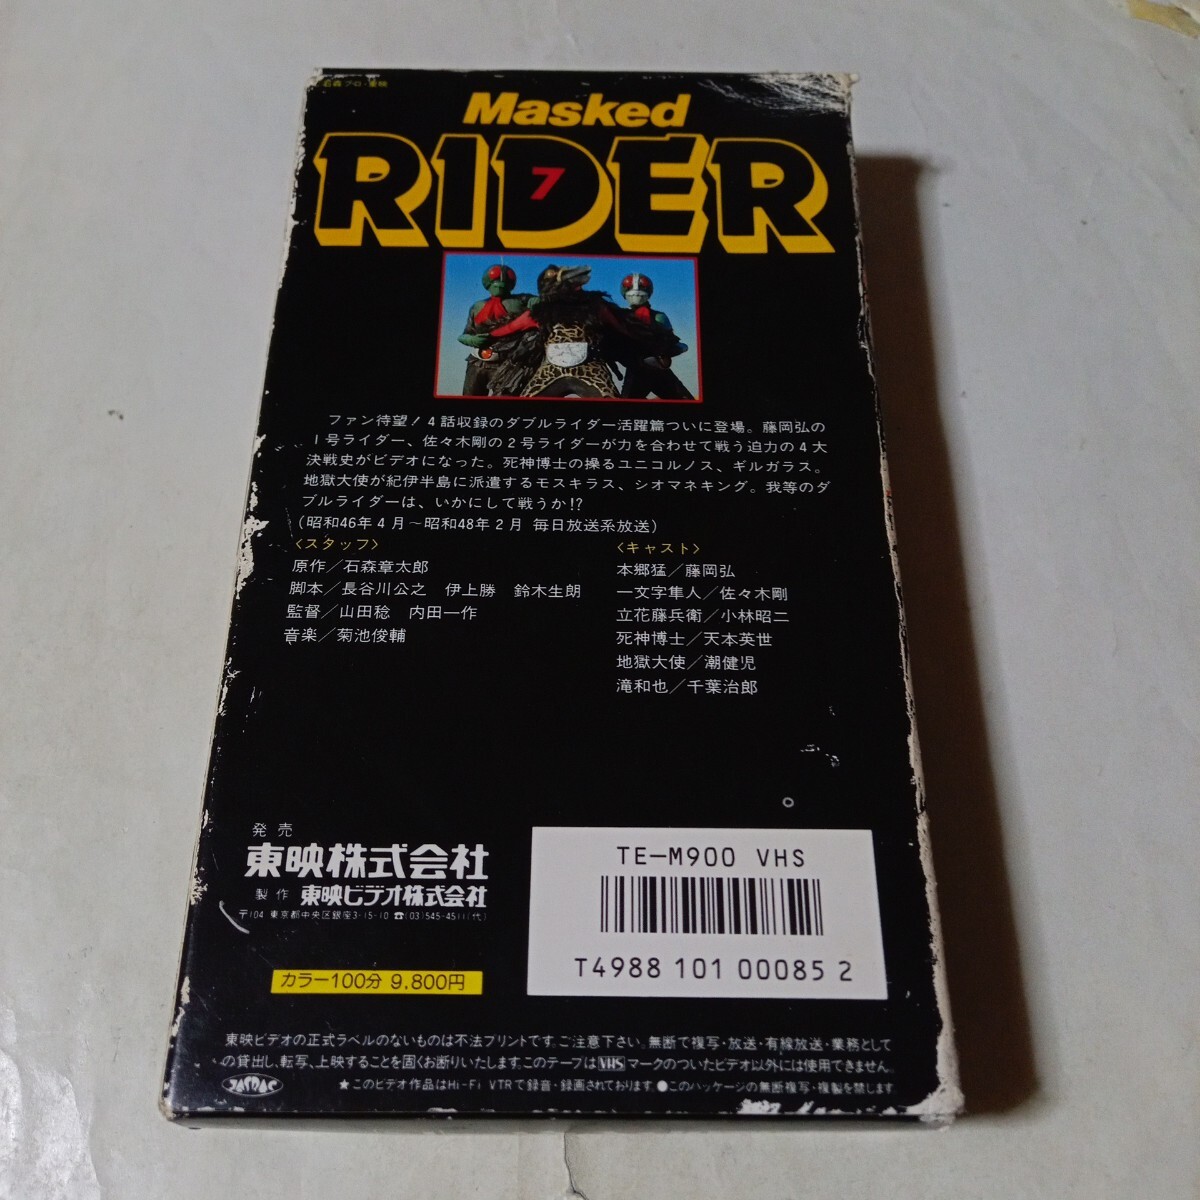 石森プロ・東映
Masked
RIDER
7
ファン待望!4話収録のダブルライダー活躍篇ついに登場。藤岡弘の
1号ライダー、佐々木剛の2号ライダーが力を合わせて戦う迫力の4大
決戦史がビデオになった。死神博士の操るユニコルノス、ギルガラス。
地獄大使が紀伊半島に派遣するモスキラス、シオマネキング。我等のダ
ブルライダーは、いかにして戦うか!?
(昭和46年4月〜昭和48年2月 毎日放送系放送)
〈スタッフ〉
原作/石森章太郎
脚本/長谷川公之 伊上勝 鈴木生朗
監督/山田稔 内田一作
音楽/菊池俊輔
〈キャスト〉
本郷猛/藤岡弘
一文字隼人/佐々木剛
立花藤兵衛/小林昭二
死神博士/天本英世
地獄大使/潮健児
滝和也/千葉治郎
発売
東映株式会社
製作 東映ビデオ株式会社
〒104 東京都中央区銀座3-15-10 ☎(03)545-4511(代)
カラー100分 9,800円
TE-M900 VHS
T4988 101 00085 2
東映ビデオの正式ラベルのないものは不法プリントです。ご注意下さい。無断で複写・放送・有線放送・業務として
の貸出し、転写、上映することを固くお断りいたします。このテープはVHSマークのついたビデオ以外には使用できません。
JASRAC
★このビデオ作品はHi-Fi VTRで録音・録画されております。●このパッケージの無断複写・複製を禁じます